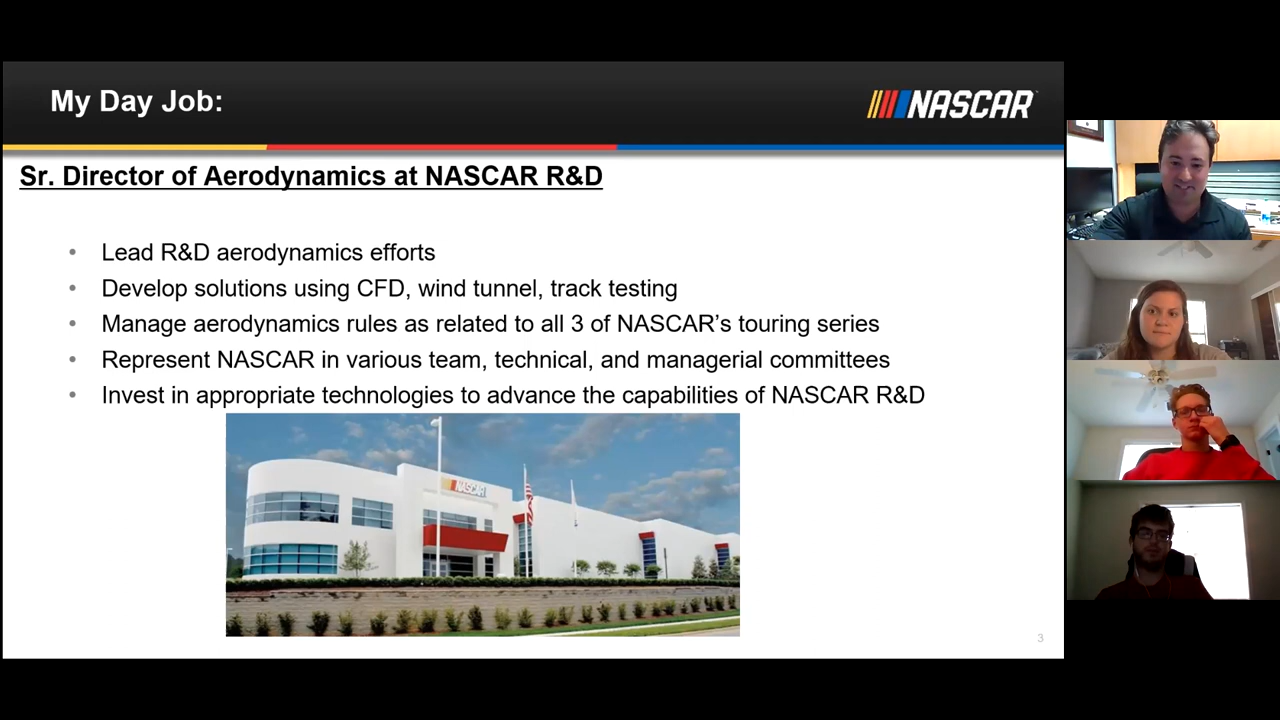 My Day Job:
NASCAR
Sr. Director of Aerodynamics at NASCAR R&D
• Lead R&D aerodynamics efforts
• Develop solutions using CFD, wind tunnel, track testing
• Manage aerodynamics rules as related to all 3 of NASCAR’s touring series
• Represent NASCAR in various team, technical, and managerial committees
• Invest in appropriate technologies to advance the capabilities of NASCAR R&D
NASCAR
3